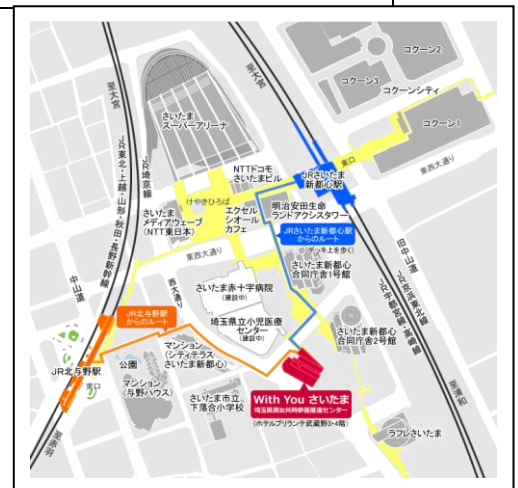 コクーン2
コクーン3
コクーンシティ
コクーン1
至大宮
至大宮
さいたま
スーパーアリーナ
JR埼京線
JR東北・上越・山形・秋田・長野新幹線
NTTドコモ
さいたまビル
JRさいたま
新都心駅
東口
東西大通り
けやきひろば
さいたま
メディアウェーブ
(NTT東日本)
エクセル
シオール
カフェ
明治安田生命
ランドアクシスタワー
JRさいたま新都心駅
からのルート
(デッキ上を歩く)
旧中山道
中山道
東西大通り
西大通り
さいたま新都心
合同庁舎1号館
さいたま赤十字病院
(建設中)
JR京浜東北線
JR宇都宮線・高崎線
JR北与野駅
からのルート
埼玉県立小児医療
センター
(建設中)
さいたま新都心
合同庁舎2号館
マンション
(シティテラス
さいたま新都心)
JR北与野駅
東口
公園
マンション
(与野ハウス)
さいたま市立
下落合小学校
With You さいたま
埼玉県男女共同参画推進センター
(ホテルブリランテ武蔵野3・4階)
ラフレさいたま
至赤羽
至浦和